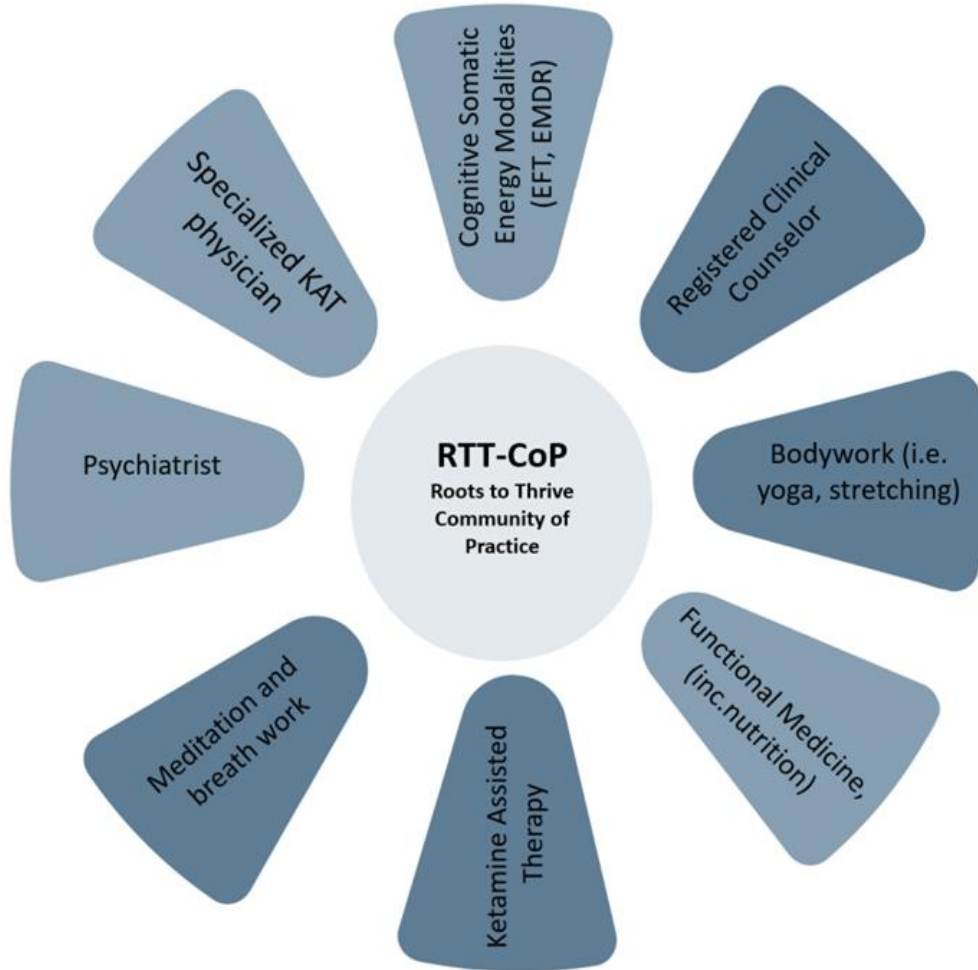 Cognitive Somatic
Energy Modalities
(EFT, EMDR)
Registered Clinical
Counselor
Bodywork (i.e.
yoga, stretching)
Functional Medicine,
(inc.nutrition)
Ketamine Assisted
Therapy
Meditation and
breath work
Psychiatrist
Specialized KAT
physician
RTT-CoP
Roots to Thrive
Community of
Practice